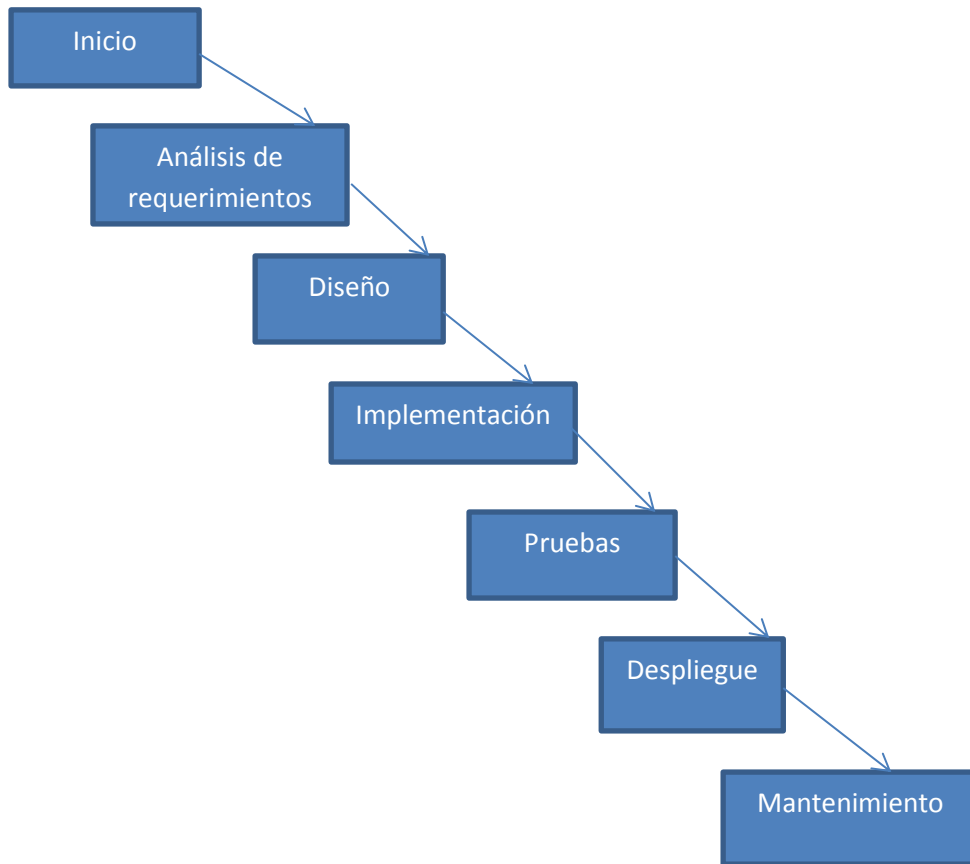 Inicio
Análisis de
requerimientos
Diseño
Implementación
Pruebas
Despliegue
Mantenimiento